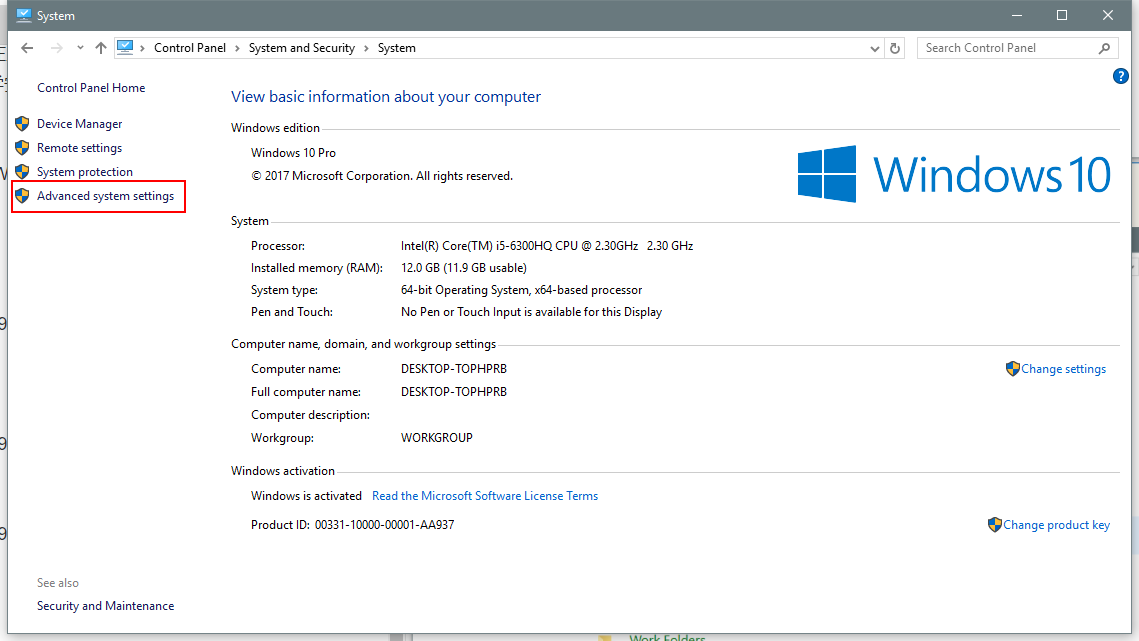 System
Control Panel > System and Security > System
Search Control Panel
?
Control Panel Home
Device Manager
Remote settings
System protection
Advanced system settings
View basic information about your computer
Windows edition
Windows 10 Pro
© 2017 Microsoft Corporation. All rights reserved.
Windows 10
System
Processor: Intel(R) Core(TM) i5-6300HQ CPU @ 2.30GHz 2.30 GHz
Installed memory (RAM): 12.0 GB (11.9 GB usable)
System type: 64-bit Operating System, x64-based processor
Pen and Touch: No Pen or Touch Input is available for this Display
Computer name, domain, and workgroup settings
Computer name: DESKTOP-TOPHPRB
Change settings
Full computer name: DESKTOP-TOPHPRB
Computer description:
Workgroup: WORKGROUP
Windows activation
Windows is activated Read the Microsoft Software License Terms
Product ID: 00331-10000-00001-AA937
Change product key
See also
Security and Maintenance
Work Folders